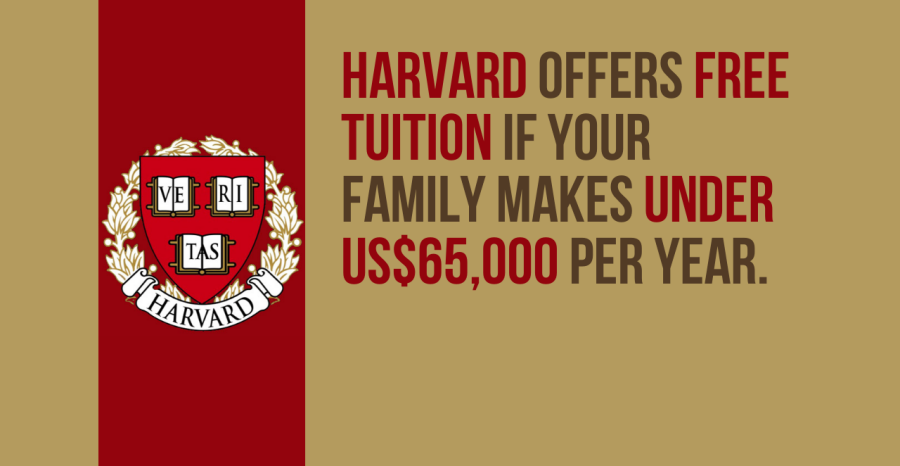 VE RI
TAS
HARVARD
HARVARD OFFERS FREE
TUITION IF YOUR
FAMILY MAKES UNDER
US$65,000 PER YEAR.